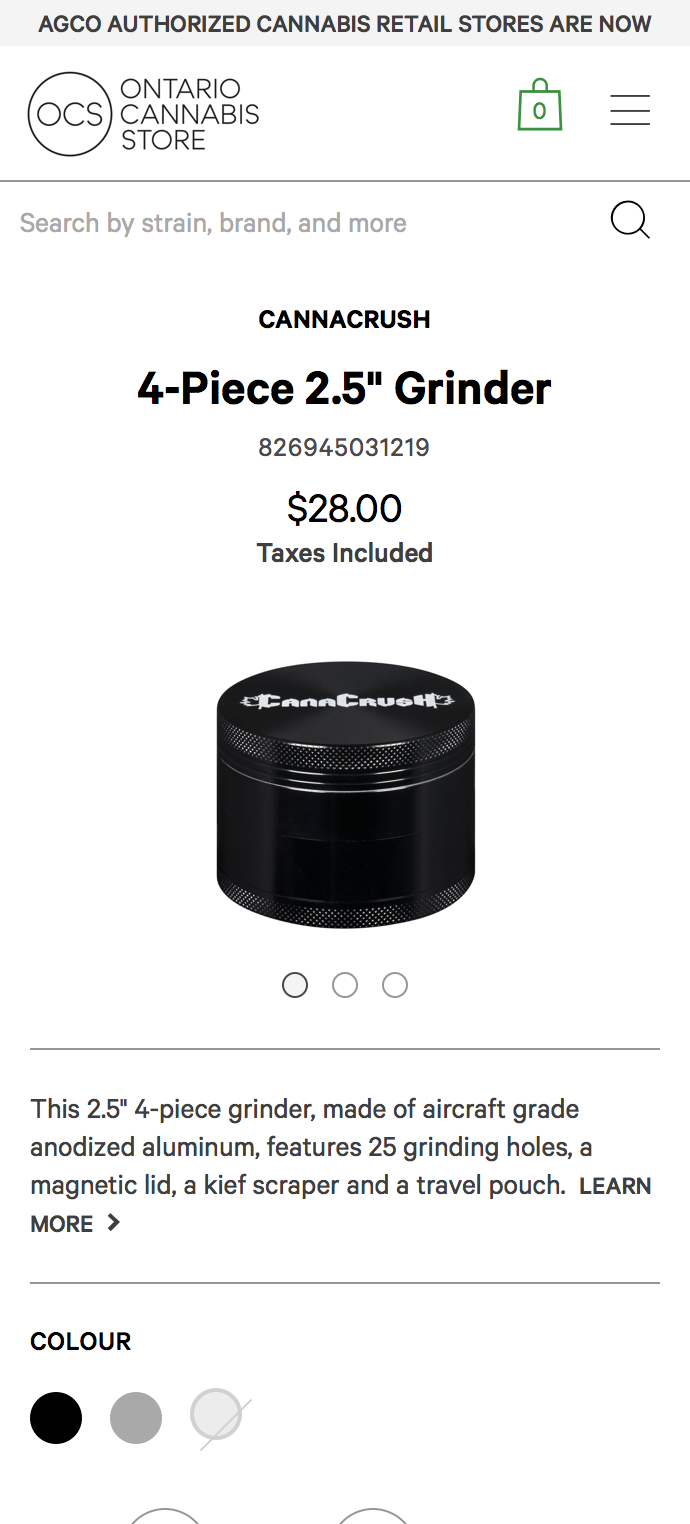 AGCO AUTHORIZED CANNABIS RETAIL STORES ARE NOW
OCS
ONTARIO
CANNABIS
STORE
0
Search by strain, brand, and more
CANNACRUSH
4-Piece 2.5" Grinder
826945031219
$28.00
Taxes Included
CANACRUSH
This 2.5" 4-piece grinder, made of aircraft grade
anodized aluminum, features 25 grinding holes, a
magnetic lid, a kief scraper and a travel pouch. LEARN
MORE
COLOUR